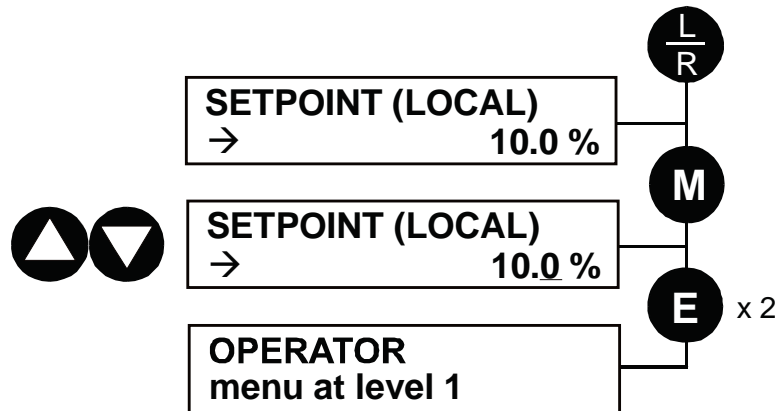 L
R
SETPOINT (LOCAL)
→ 10.0 %
M
SETPOINT (LOCAL)
→ 10.0 %
E x 2
OPERATOR
menu at level 1